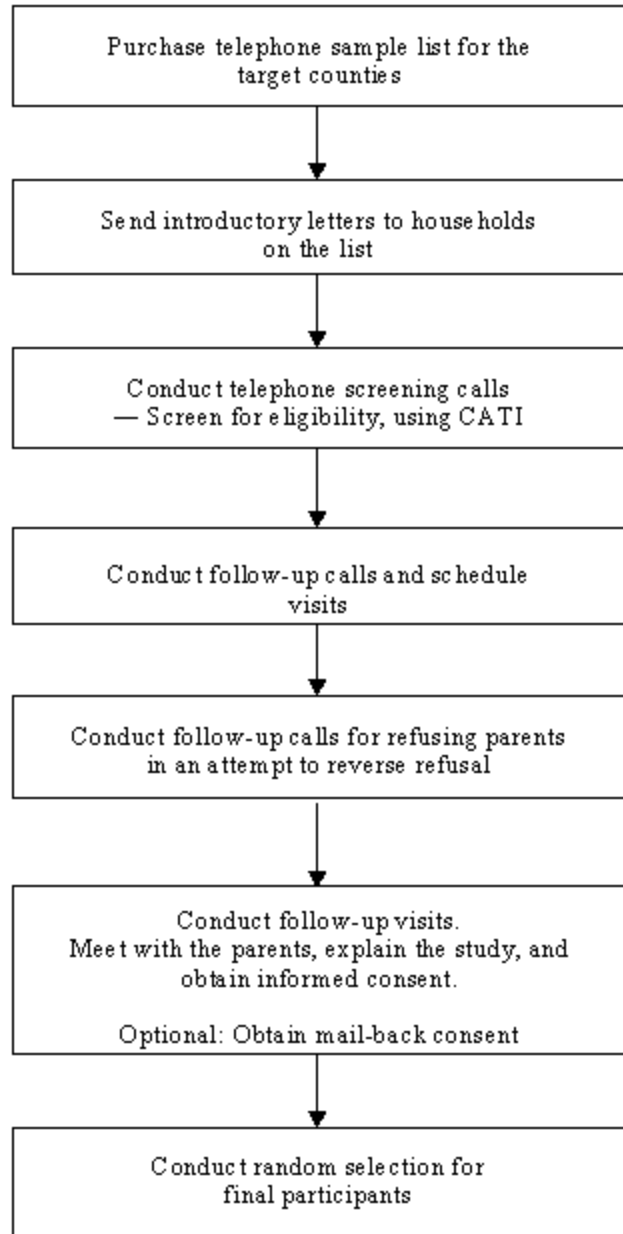 Purchase telephone sample list for the
target counties
Send introductory letters to households
on the list
Conduct telephone screening calls
— Screen for eligibility, using CATI
Conduct follow-up calls and schedule
visits
Conduct follow-up calls for refusing parents
in an attempt to reverse refusal
Conduct follow-up visits.
Meet with the parents, explain the study, and
obtain informed consent.
Optional: Obtain mail-back consent
Conduct random selection for
final participants